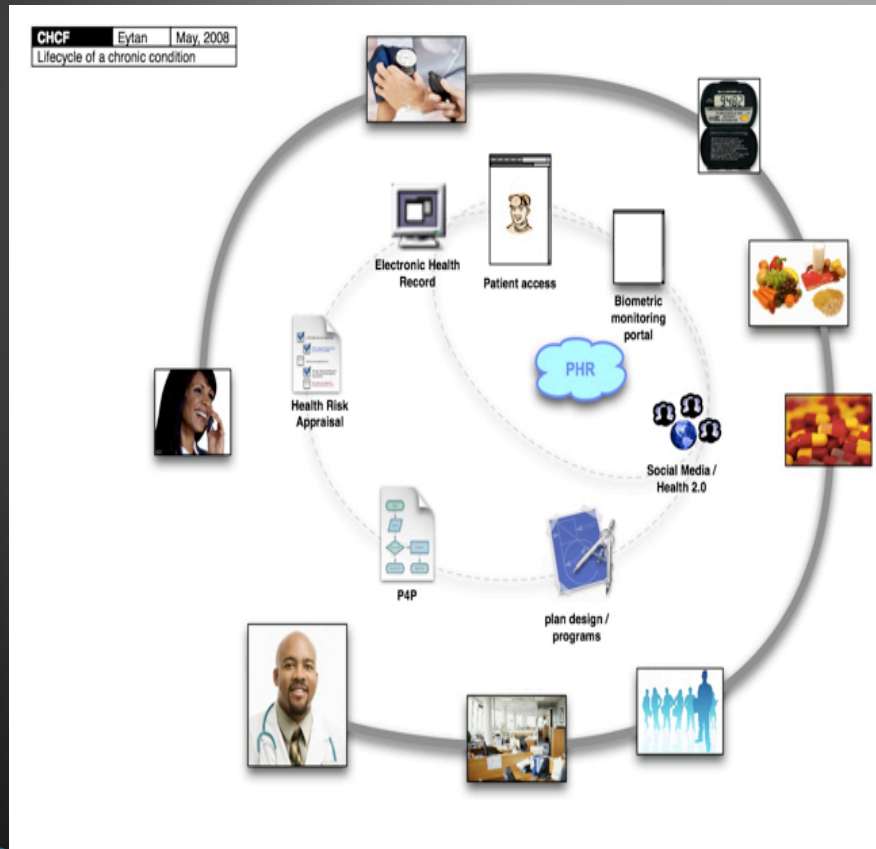 CHCF Eytan May, 2008
Lifecycle of a chronic condition
Electronic Health
Record
Patient access
Biometric
monitoring
portal
PHR
Health Risk
Appraisal
Social Media /
Health 2.0
P4P
plan design /
programs